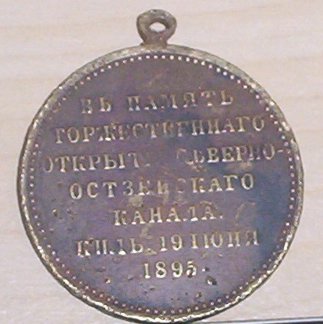 ВЪ ПАМЯТЬ
ТОРЖЕСТВЕННАГО
ОТКРЫТ. СѢВЕРНО-
ОСТЗЕЙСКАГО
КАНАЛА.
КИЛЬ. 19 ІЮНЯ
1895.